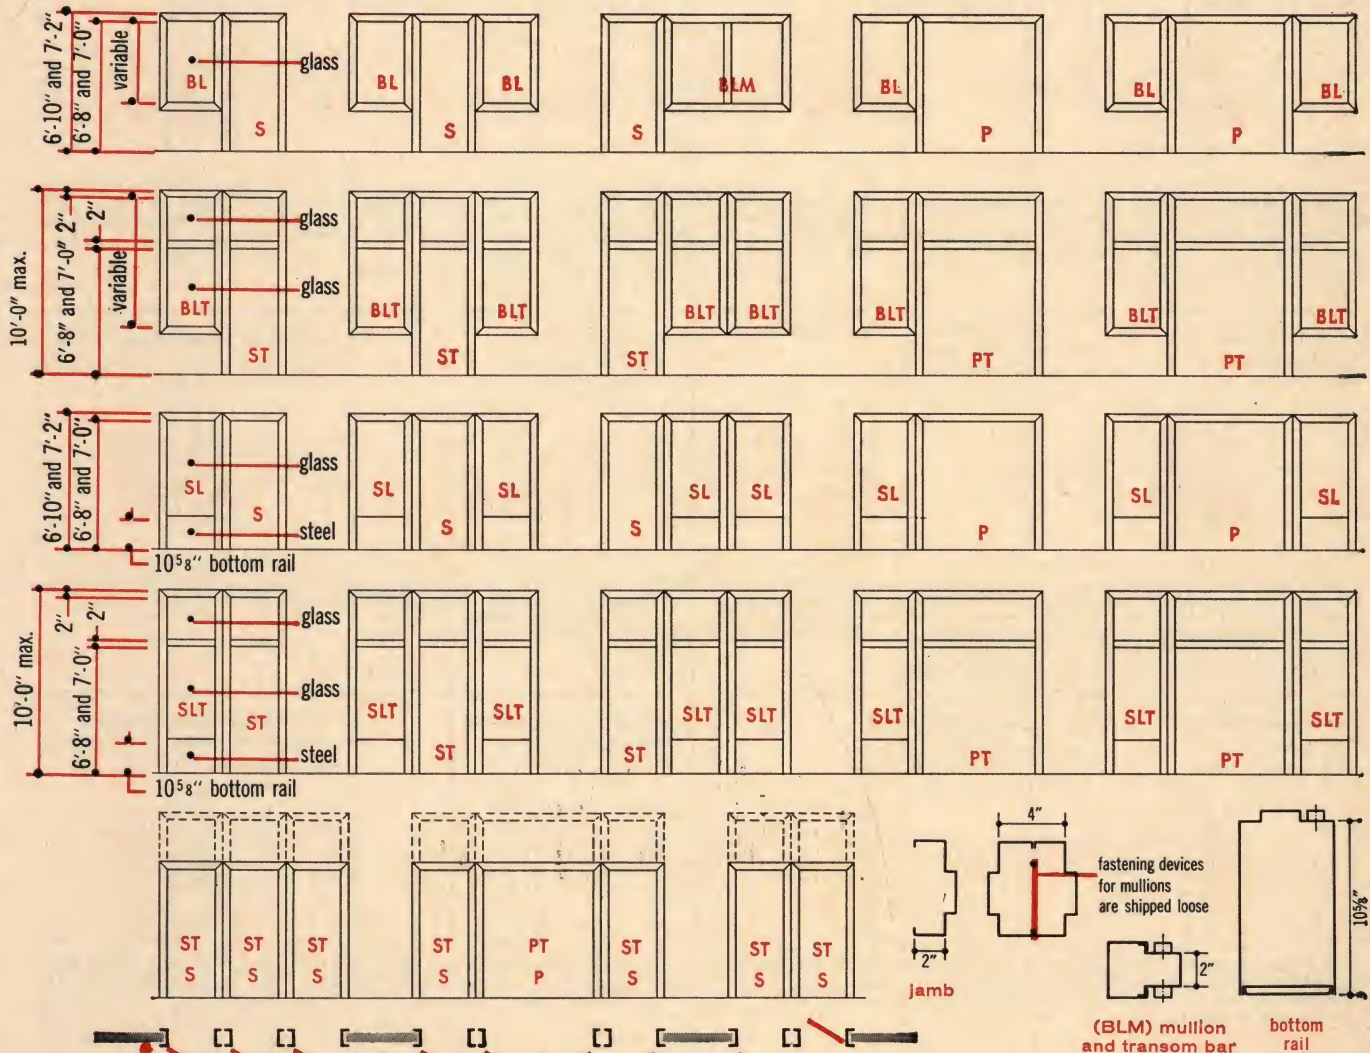 6'-10" and 7'-2"
6'-8" and 7'-0"
variable
glass
BL S
BL S BL
S BLM
BL P
BL P BL
10'-0" max.
6'-8" and 7'-0" 2"
2"
variable
glass
glass
BLT ST
BLT ST BLT
ST BLT BLT
BLT PT
BLT PT BLT
6'-10" and 7'-2"
6'-8" and 7'-0"
glass
steel
SL S
SL S SL
S SL SL
SL P
SL P SL
10 5 8" bottom rail
10'-0" max.
2"
2"
6'-8" and 7'-0"
glass
glass
steel
SLT ST
SLT ST SLT
ST SLT SLT
SLT PT
SLT PT SLT
10 5 8" bottom rail
ST ST ST
S S S
ST PT ST
S P S
ST ST
S S
2"
jamb
4"
fastening devices
for mullions
are shipped loose
2"
(BLM) mullion
and transom bar
10⅝"
bottom
rail